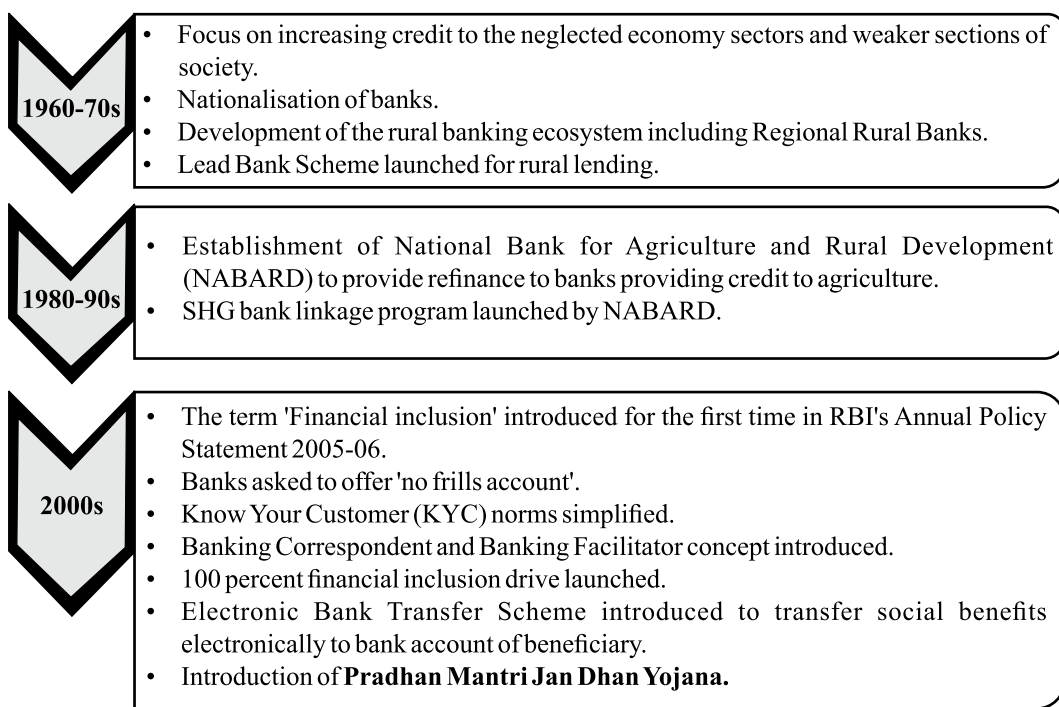 1960-70s
• Focus on increasing credit to the neglected economy sectors and weaker sections of
society.
• Nationalisation of banks.
• Development of the rural banking ecosystem including Regional Rural Banks.
• Lead Bank Scheme launched for rural lending.
1980-90s
• Establishment of National Bank for Agriculture and Rural Development
(NABARD) to provide refinance to banks providing credit to agriculture.
• SHG bank linkage program launched by NABARD.
2000s
• The term 'Financial inclusion' introduced for the first time in RBI's Annual Policy
Statement 2005-06.
• Banks asked to offer 'no frills account'.
• Know Your Customer (KYC) norms simplified.
• Banking Correspondent and Banking Facilitator concept introduced.
• 100 percent financial inclusion drive launched.
• Electronic Bank Transfer Scheme introduced to transfer social benefits
electronically to bank account of beneficiary.
• Introduction of Pradhan Mantri Jan Dhan Yojana.